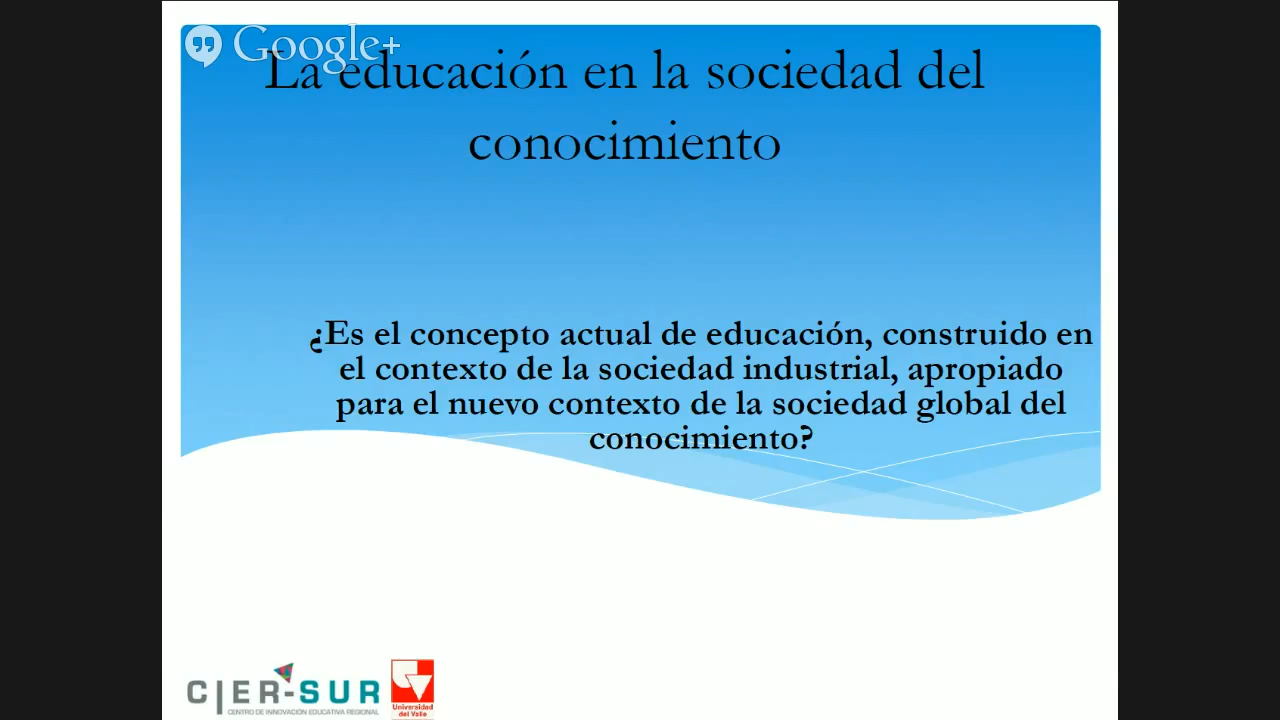 Google+
La educación en la sociedad del
conocimiento
¿Es el concepto actual de educación, construido en
el contexto de la sociedad industrial, apropiado
para el nuevo contexto de la sociedad global del
conocimiento?
CIER-SUR
CENTRO DE INNOVACIÓN EDUCATIVA REGIONAL
Universidad
del Valle